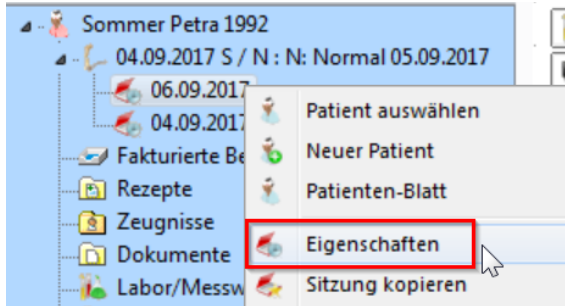 Sommer Petra 1992
04.09.2017 S / N : N: Normal 05.09.2017
06.09.2017
04.09.2017
Fakturierte Be
Rezepte
Zeugnisse
Dokumente
Labor/Messw
Patient auswählen
Neuer Patient
Patienten-Blatt
Eigenschaften
Sitzung kopieren